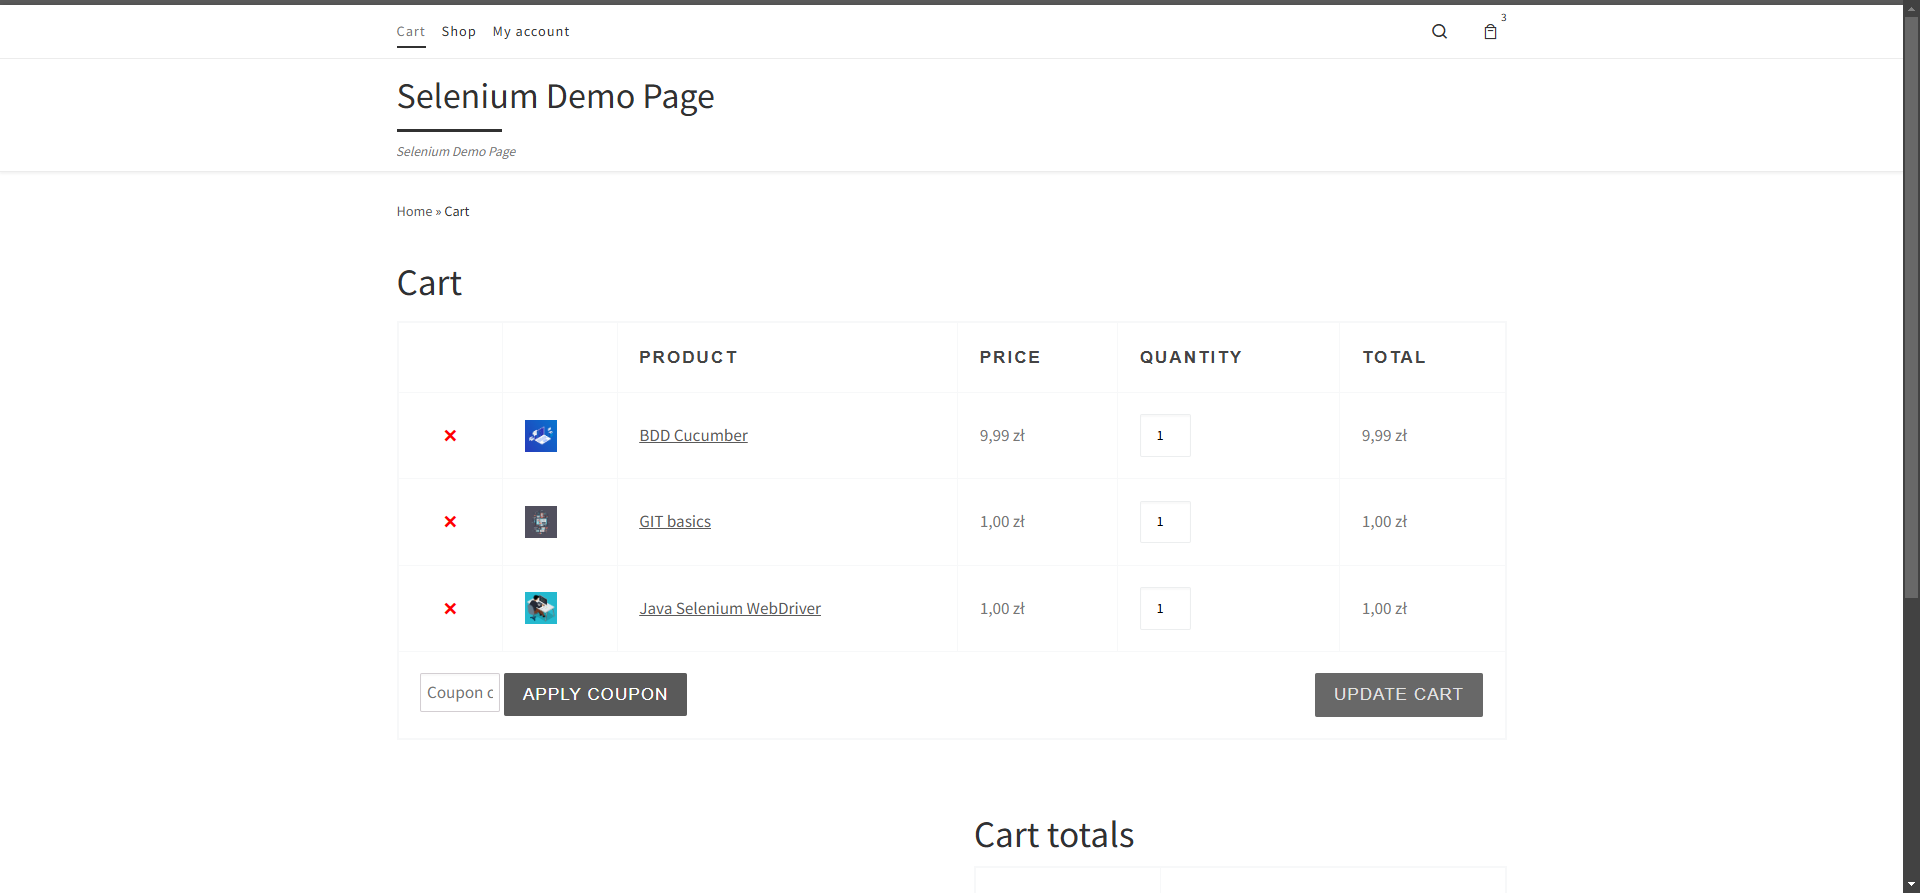 Cart Shop My account 3
Selenium Demo Page
Selenium Demo Page
Home » Cart
Cart
PRODUCT PRICE QUANTITY TOTAL
× BDD Cucumber 9,99 zł 1 9,99 zł
× GIT basics 1,00 zł 1 1,00 zł
× Java Selenium WebDriver 1,00 zł 1 1,00 zł
Coupon c APPLY COUPON UPDATE CART
Cart totals